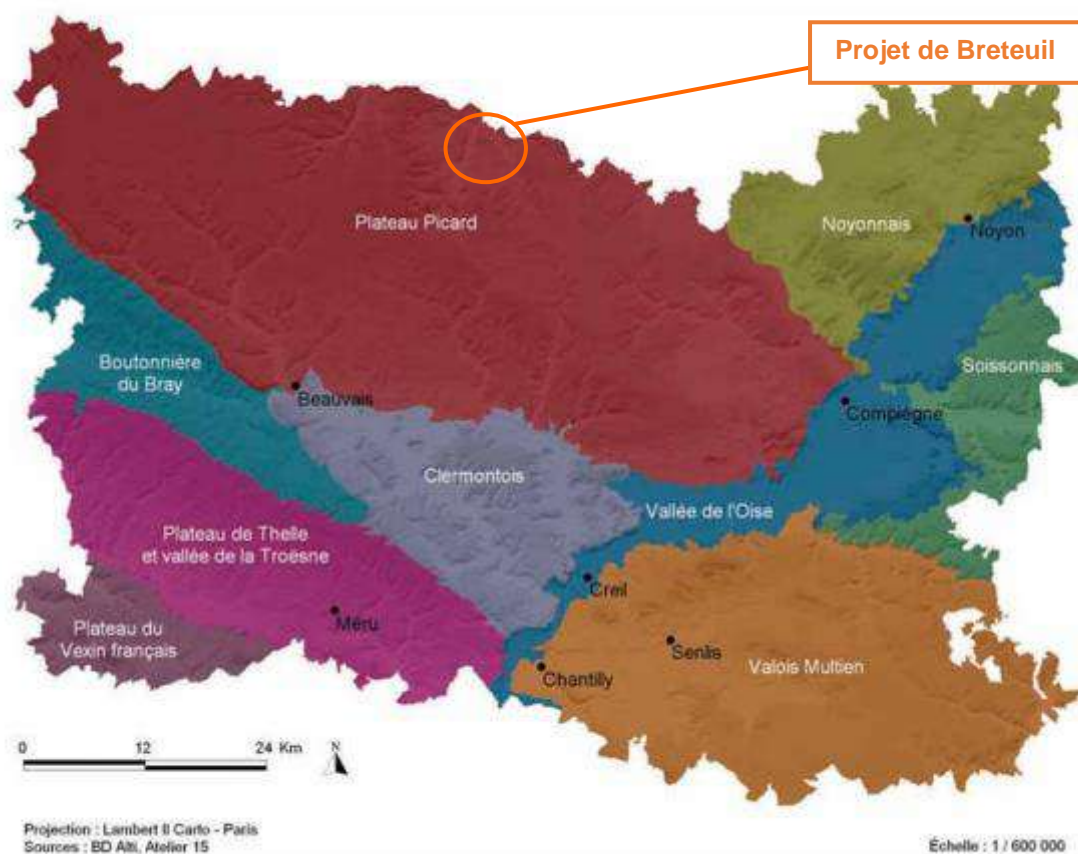 Projet de Breteuil
Plateau Picard
Noyonnais
Noyon
Boutonnière
du Bray
Beauvais
Soissonnais
Compiègne
Clermontois
Vallée de l'Oise
Plateau de Thelle
et vallée de la Troësne
Creil
Plateau du
Vexin français
Méru
Senlis
Valois Multien
Chantilly
0 12 24 Km
N
Projection : Lambert II Carto - Paris
Sources : BD Alti, Atelier 15
Échelle : 1 / 600 000